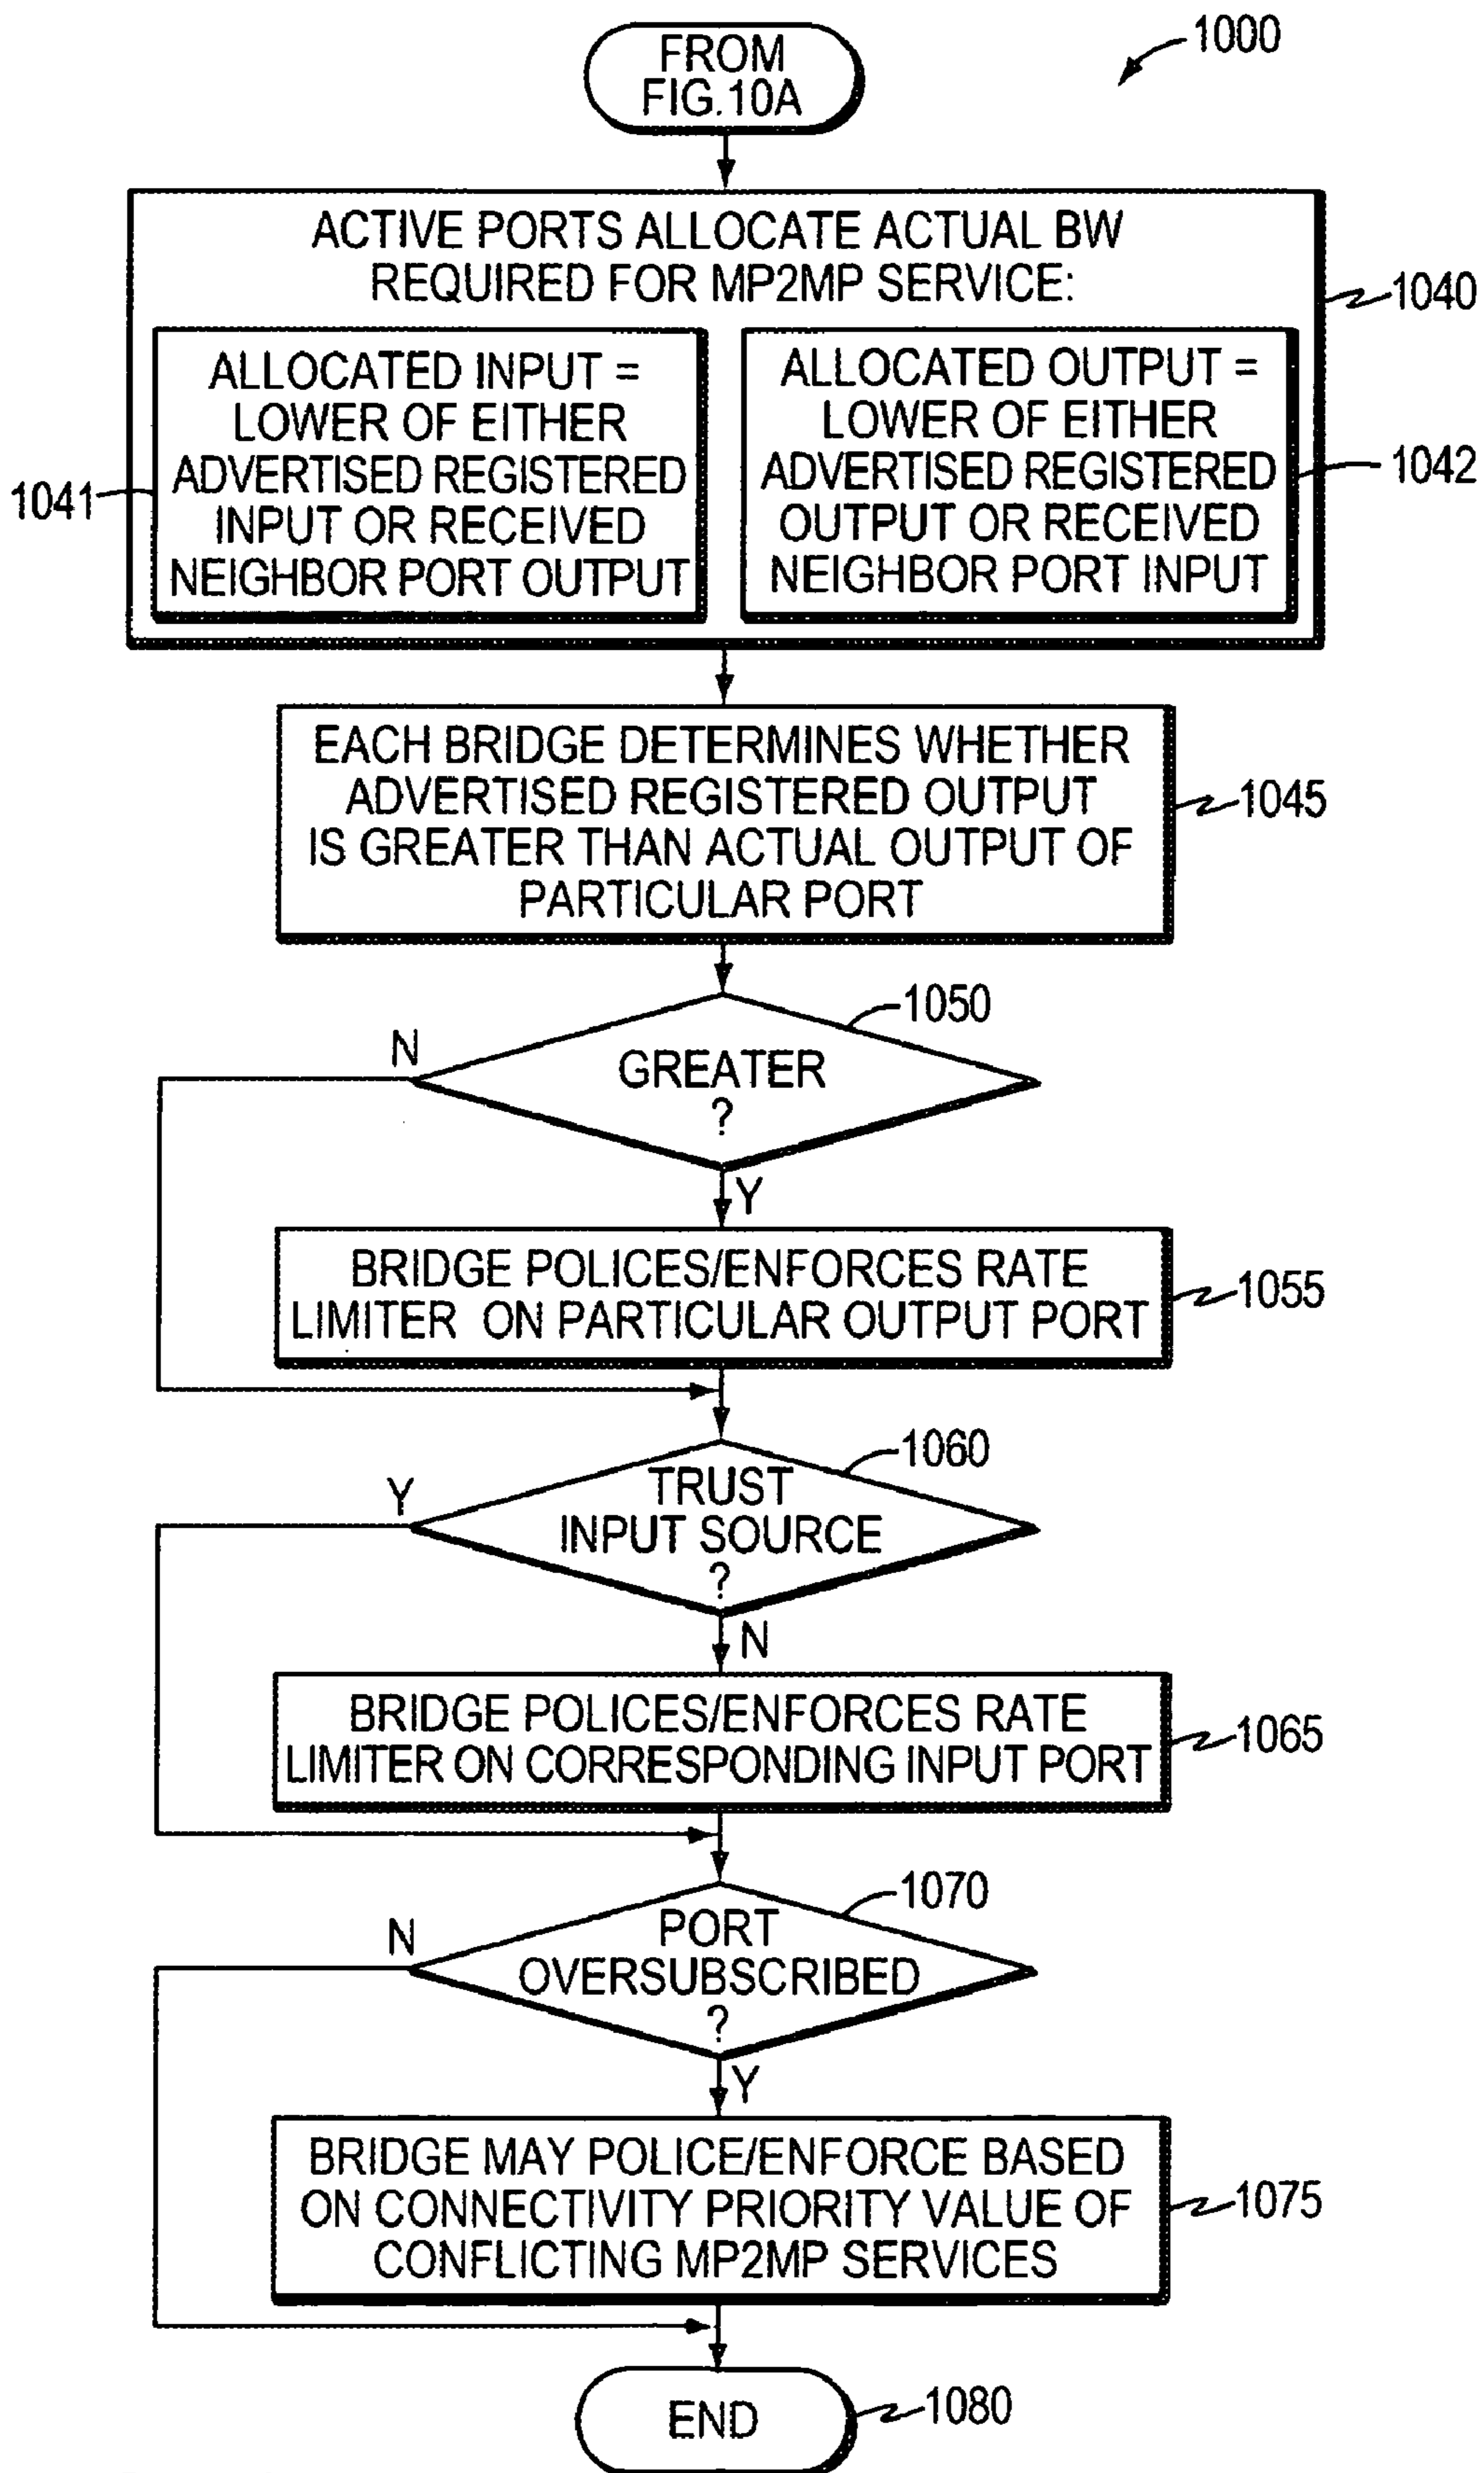 FROM
FIG.10A
1000
ACTIVE PORTS ALLOCATE ACTUAL BW
REQUIRED FOR MP2MP SERVICE:
1040
ALLOCATED INPUT =
LOWER OF EITHER
ADVERTISED REGISTERED
INPUT OR RECEIVED
NEIGHBOR PORT OUTPUT
1041
ALLOCATED OUTPUT =
LOWER OF EITHER
ADVERTISED REGISTERED
OUTPUT OR RECEIVED
NEIGHBOR PORT INPUT
1042
EACH BRIDGE DETERMINES WHETHER
ADVERTISED REGISTERED OUTPUT
IS GREATER THAN ACTUAL OUTPUT OF
PARTICULAR PORT
1045
1050
N
GREATER
?
Y
BRIDGE POLICES/ENFORCES RATE
LIMITER ON PARTICULAR OUTPUT PORT
1055
1060
Y
TRUST
INPUT SOURCE
?
N
BRIDGE POLICES/ENFORCES RATE
LIMITER ON CORRESPONDING INPUT PORT
1065
1070
N
PORT
OVERSUBSCRIBED
?
Y
BRIDGE MAY POLICE/ENFORCE BASED
ON CONNECTIVITY PRIORITY VALUE OF
CONFLICTING MP2MP SERVICES
1075
END
1080